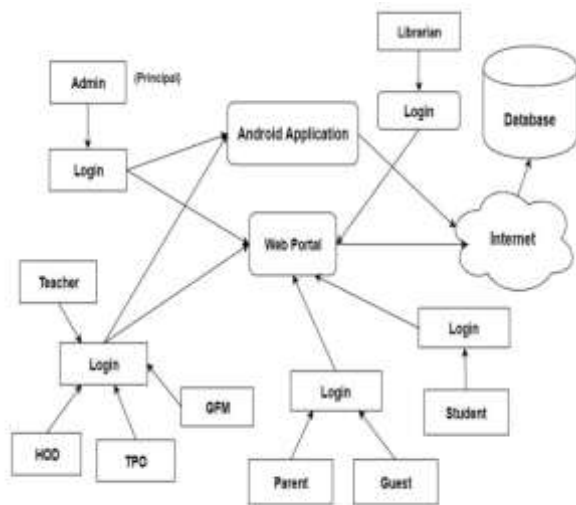 Librarian
Admin
(Principal)
Login
Database
Android Application
Login
Web Portal
Internet
Teacher
Login
Login
Login
GFM
Student
HOD
TPO
Parent
Guest